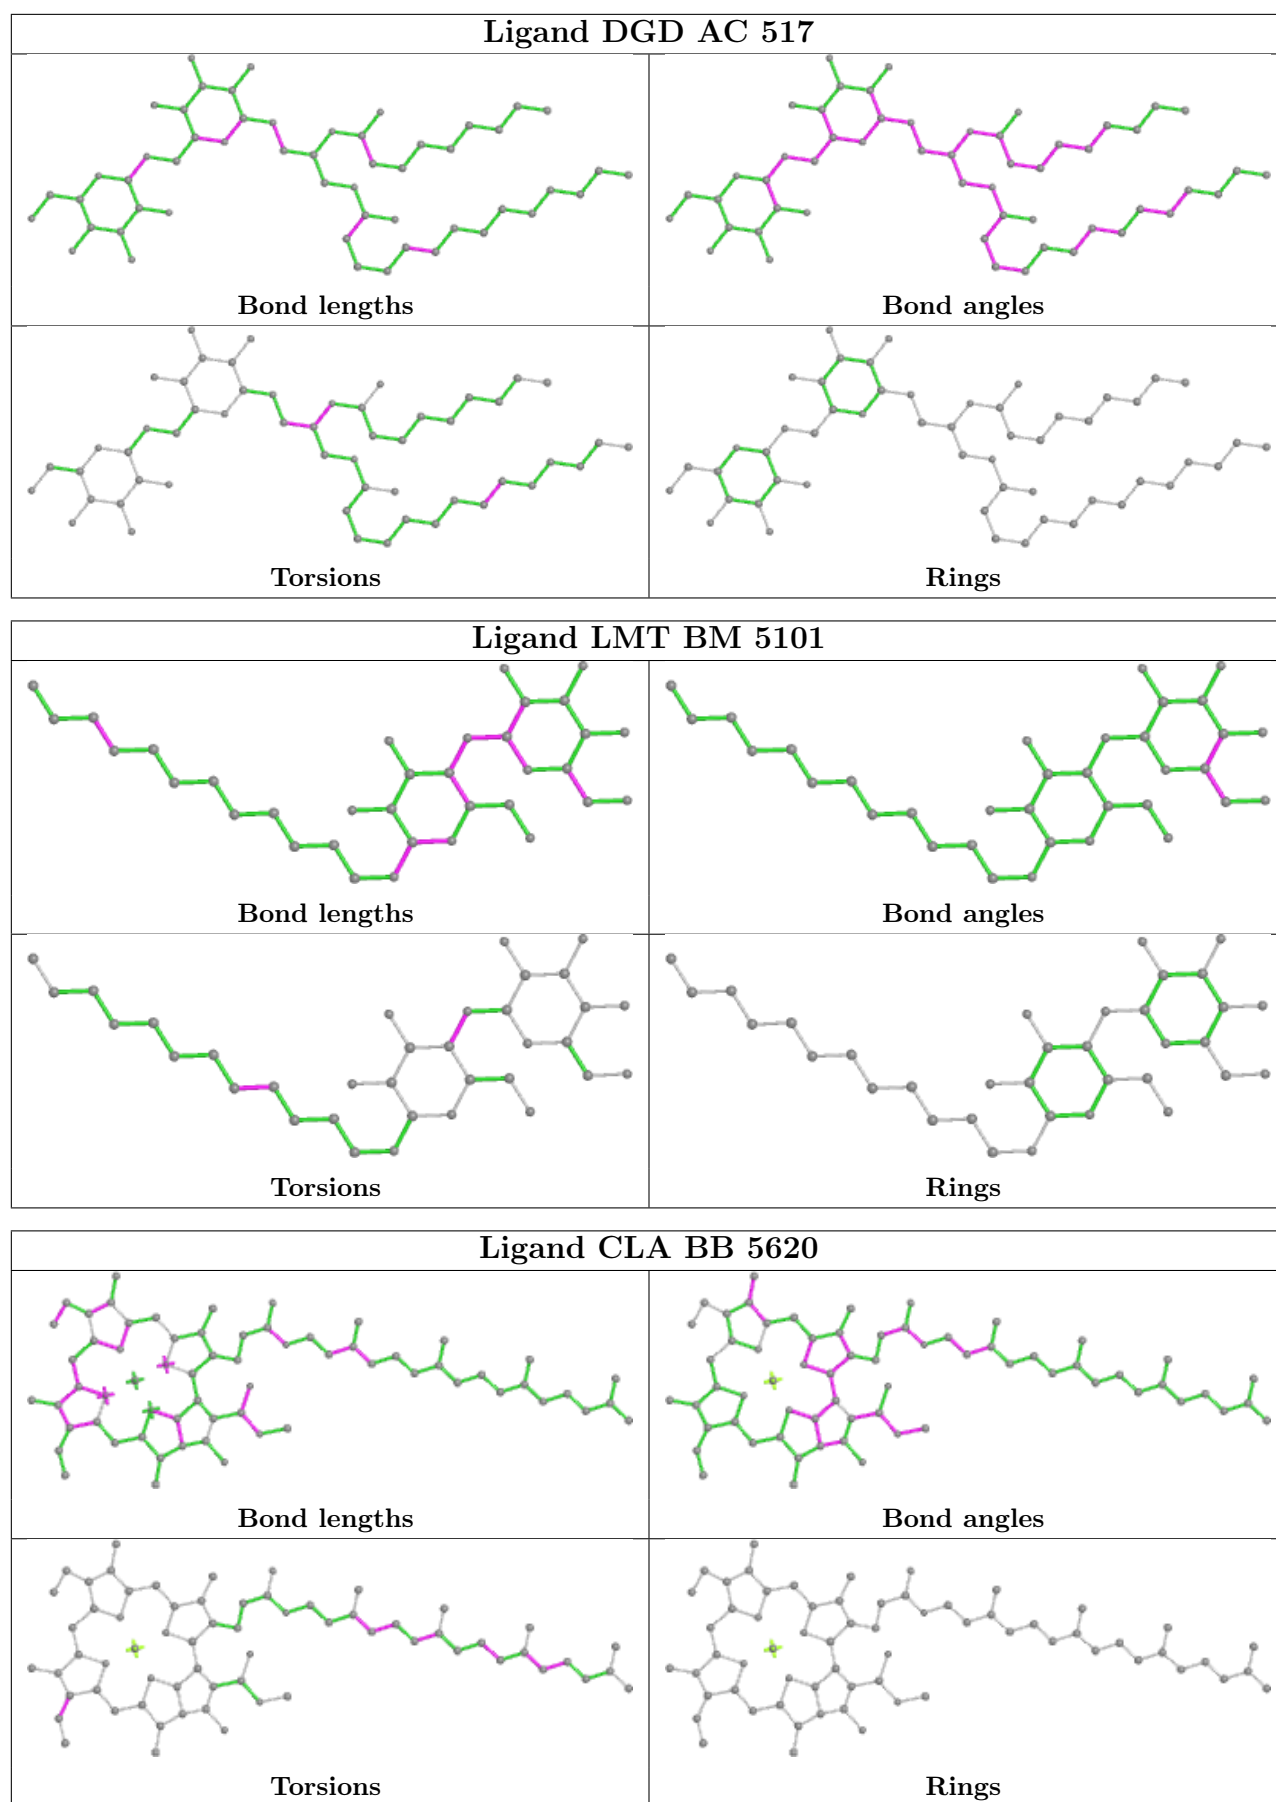 Ligand DGD AC 517
Bond lengths
Bond angles
Torsions
Rings
Ligand LMT BM 5101
Bond lengths
Bond angles
Torsions
Rings
Ligand CLA BB 5620
Bond lengths
Bond angles
Torsions
Rings